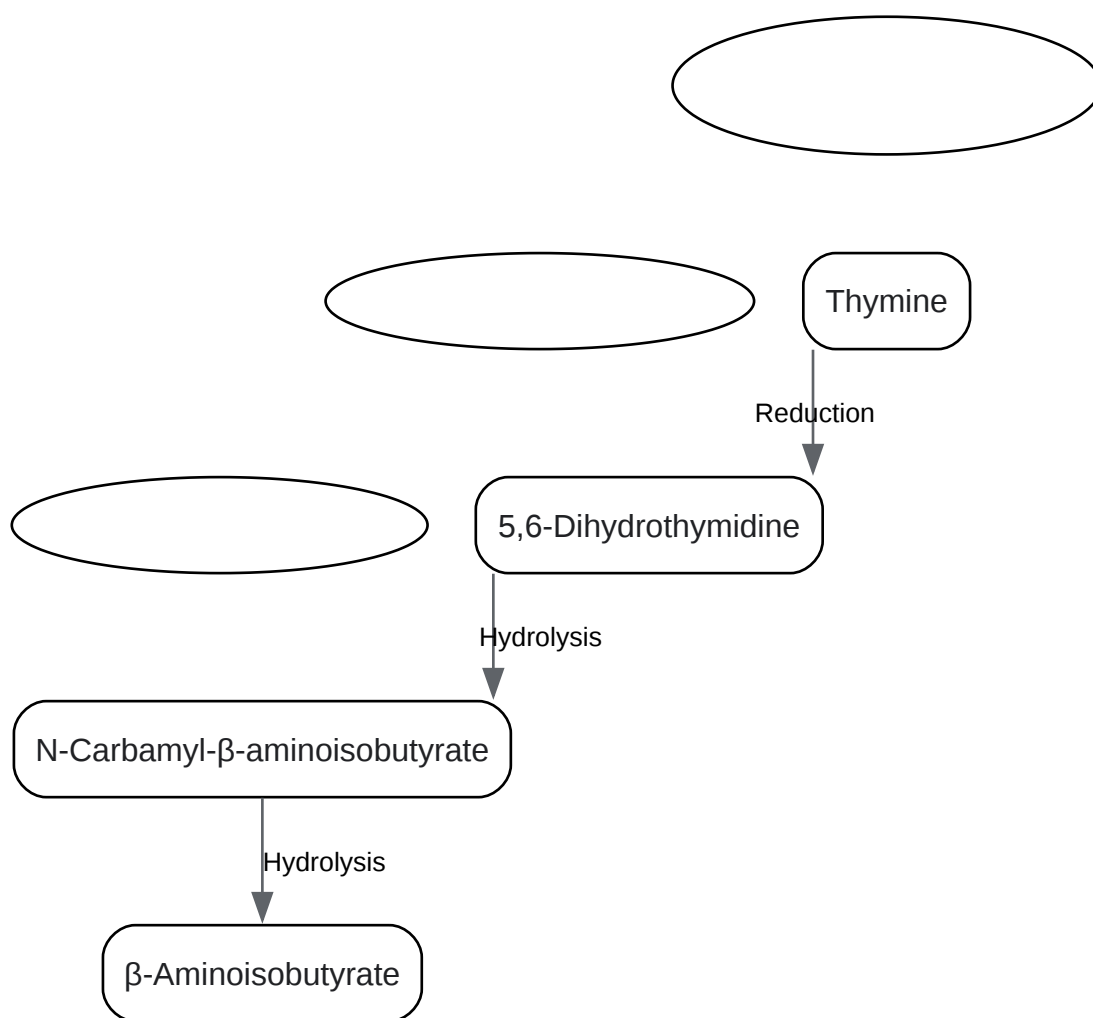 Thymine
Reduction
5,6-Dihydrothymidine
Hydrolysis
N-Carbamyl-β-aminoisobutyrate
Hydrolysis
β-Aminoisobutyrate